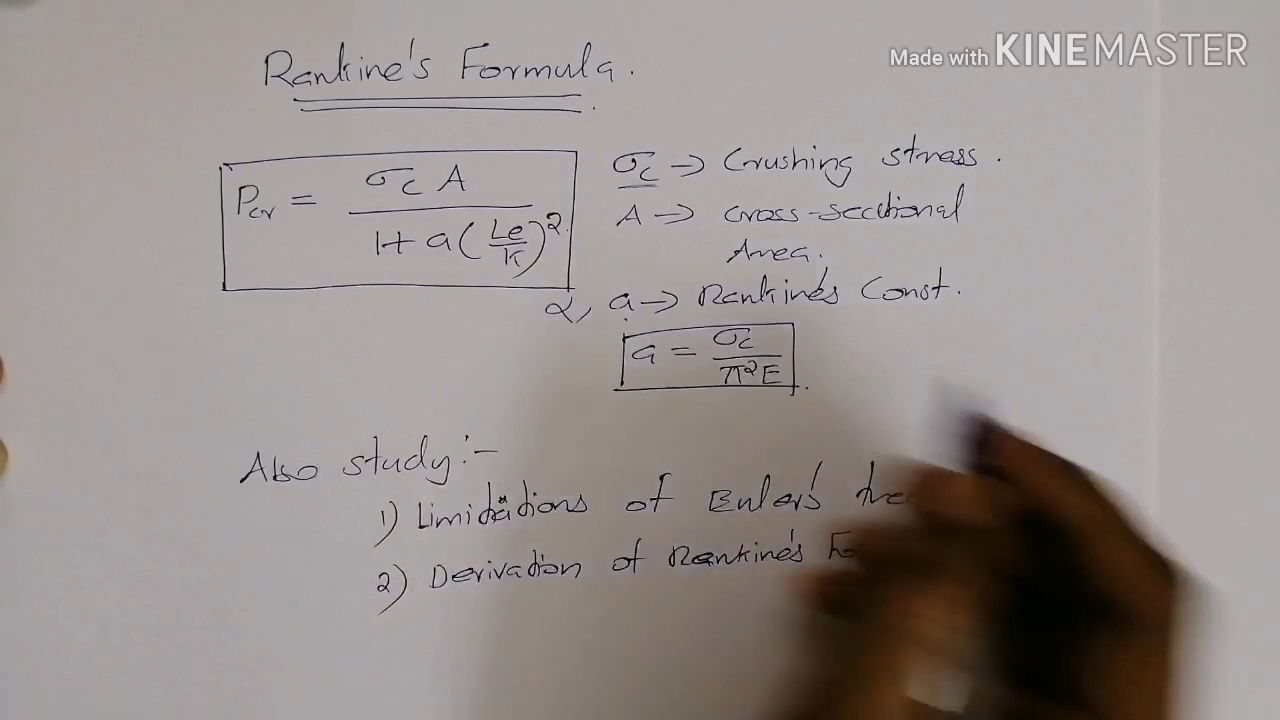 Made with KINEMASTER
Rankine's Formula.
Pcr = σc A / 1+ a (Le/K)²
σc → Crushing stress.
A → Cross-sectional
Area.
α, a → Rankine's Const.
a = σc / π²E
Also study:-
1) Limitations of Euler's
2) Derivation of Rankine's